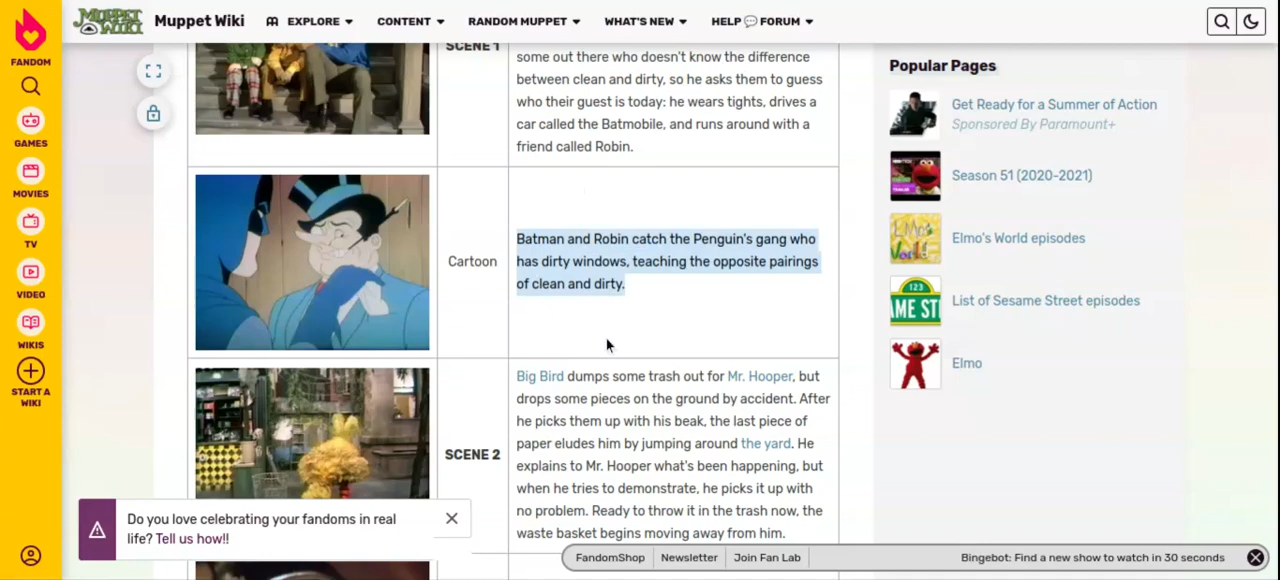 FANDOM
GAMES
MOVIES
TV
VIDEO
WIKIS
START A
WIKI
MUPPET
WIKI
Muppet Wiki
EXPLORE
CONTENT
RANDOM MUPPET
WHAT'S NEW
HELP 💬 FORUM
SCENE 1
some out there who doesn't know the difference
between clean and dirty, so he asks them to guess
who their guest is today: he wears tights, drives a
car called the Batmobile, and runs around with a
friend called Robin.
Cartoon
Batman and Robin catch the Penguin's gang who
has dirty windows, teaching the opposite pairings
of clean and dirty.
SCENE 2
Big Bird dumps some trash out for Mr. Hooper, but
drops some pieces on the ground by accident. After
he picks them up with his beak, the last piece of
paper eludes him by jumping around the yard. He
explains to Mr. Hooper what's been happening, but
when he tries to demonstrate, he picks it up with
no problem. Ready to throw it in the trash now, the
waste basket begins moving away from him.
Popular Pages
Get Ready for a Summer of Action
Sponsored By Paramount+
Season 51 (2020-2021)
Elmo's World episodes
123
AME ST
List of Sesame Street episodes
Elmo
Do you love celebrating your fandoms in real
life? Tell us how!!
FandomShop
Newsletter
Join Fan Lab
Bingebot: Find a new show to watch in 30 seconds